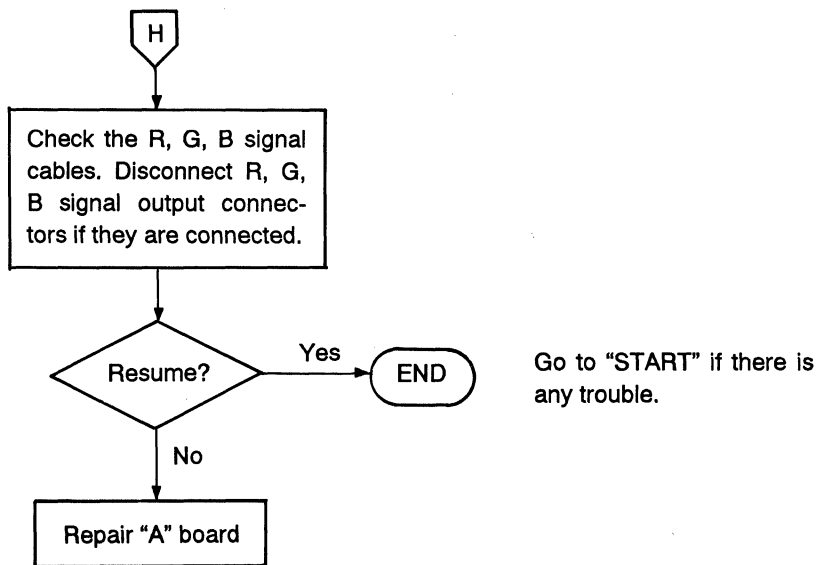 H
Check the R, G, B signal
cables. Disconnect R, G,
B signal output connec-
tors if they are connected.
Resume?
Yes
END
Go to “START” if there is
any trouble.
No
Repair “A” board